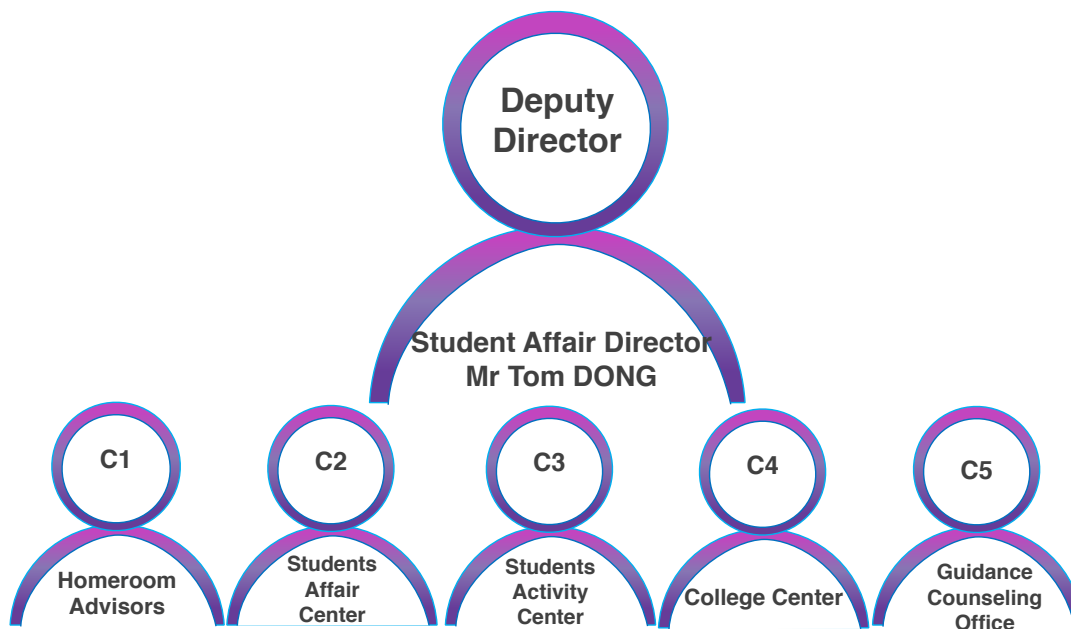 Deputy
Director
Student Affair Director
Mr Tom DONG
C1
C2
C3
C4
C5
Homeroom
Advisors
Students
Affair
Center
Students
Activity
Center
College Center
Guidance
Counseling
Office